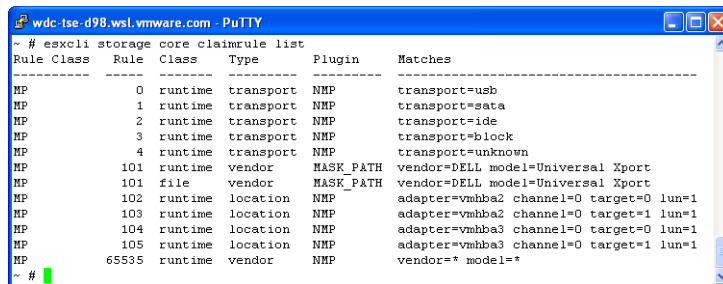 wdc-tse-d98.wsl.vmware.com - PuTTY
~ # esxcli storage core claimrule list
Rule Class   Rule  Class    Type       Plugin     Matches
----------  -----  -------  ---------  ---------  ---------------------------------------
MP              0  runtime  transport  NMP        transport=usb
MP              1  runtime  transport  NMP        transport=sata
MP              2  runtime  transport  NMP        transport=ide
MP              3  runtime  transport  NMP        transport=block
MP              4  runtime  transport  NMP        transport=unknown
MP            101  runtime  vendor     MASK_PATH  vendor=DELL model=Universal Xport
MP            101  file     vendor     MASK_PATH  vendor=DELL model=Universal Xport
MP            102  runtime  location   NMP        adapter=vmhba2 channel=0 target=0 lun=1
MP            103  runtime  location   NMP        adapter=vmhba2 channel=0 target=1 lun=1
MP            104  runtime  location   NMP        adapter=vmhba3 channel=0 target=0 lun=1
MP            105  runtime  location   NMP        adapter=vmhba3 channel=0 target=1 lun=1
MP          65535  runtime  vendor     NMP        vendor=* model=*
~ #